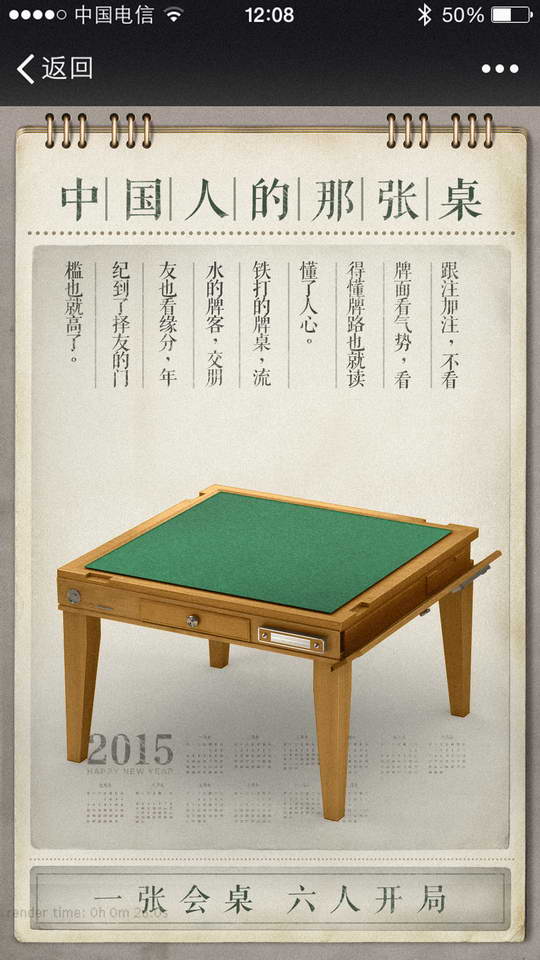 中国电信
12:08
50%
返回
中国人的那张桌
跟注加注，不看
牌面看气势，看
得懂牌路也就读
懂了人心。
铁打的牌桌，流
水的牌客，交朋
友也看缘分，年
纪到了择友的门
槛也就高了。
2015
HAPPY NEW YEAR
一张会桌 六人开局
render time: 0h 0m